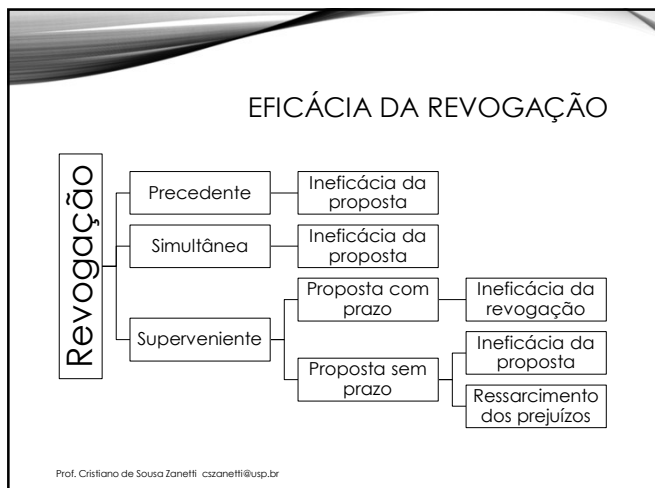 EFICÁCIA DA REVOGAÇÃO
Revogação
Precedente
Ineficácia da
proposta
Simultânea
Ineficácia da
proposta
Superveniente
Proposta com
prazo
Ineficácia da
revogação
Proposta sem
prazo
Ineficácia da
proposta
Ressarcimento
dos prejuízos
Prof. Cristiano de Sousa Zanetti cszanetti@usp.br